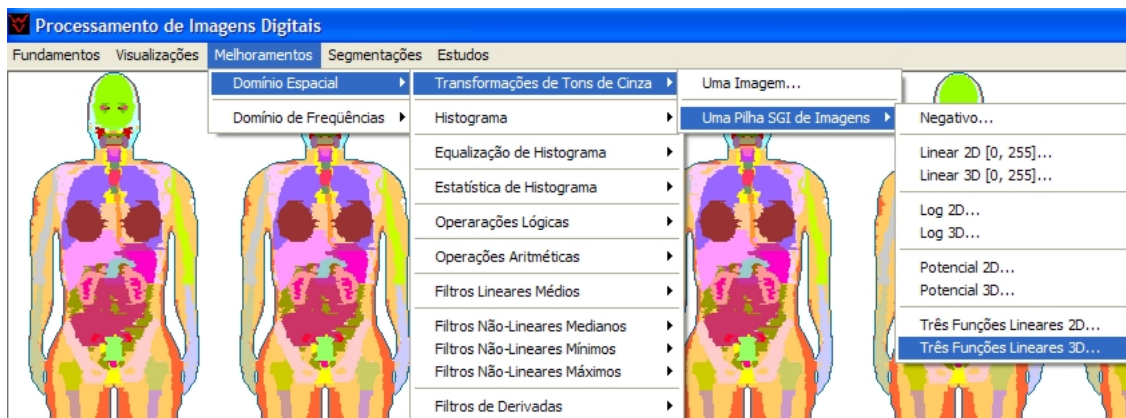 Processamento de Imagens Digitais
Fundamentos Visualizações Melhoramentos Segmentações Estudos
Domínio Espacial
Domínio de Freqüências
Transformações de Tons de Cinza
Histograma
Equalização de Histograma
Estatística de Histograma
Operarações Lógicas
Operações Aritméticas
Filtros Lineares Médios
Filtros Não-Lineares Medianos
Filtros Não-Lineares Mínimos
Filtros Não-Lineares Máximos
Filtros de Derivadas
Uma Imagem...
Uma Pilha SGI de Imagens
Negativo...
Linear 2D [0, 255]...
Linear 3D [0, 255]...
Log 2D...
Log 3D...
Potencial 2D...
Potencial 3D...
Três Funções Lineares 2D...
Três Funções Lineares 3D...